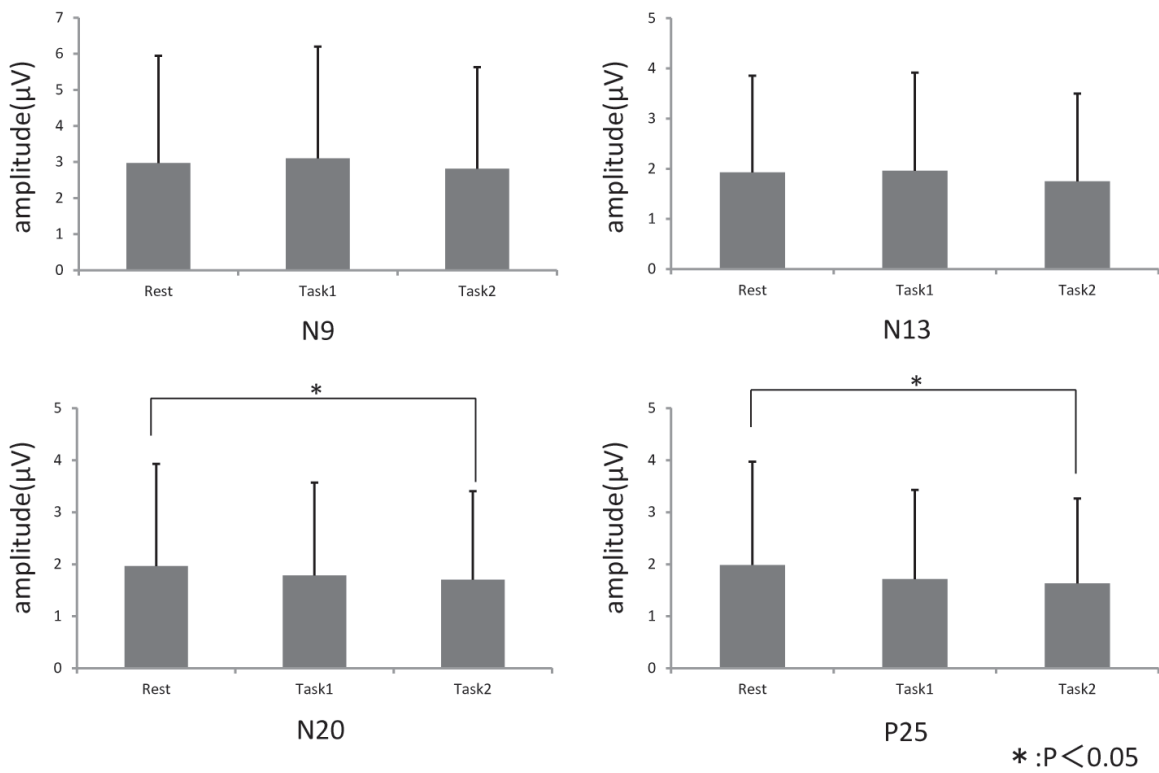 amplitude(μV)
7
6
5
4
3
2
1
0
Rest Task1 Task2
N9
amplitude(μV)
5
4
3
2
1
0
Rest Task1 Task2
N13
*
amplitude(μV)
5
4
3
2
1
0
Rest Task1 Task2
N20
*
amplitude(μV)
5
4
3
2
1
0
Rest Task1 Task2
P25
* :P<0.05